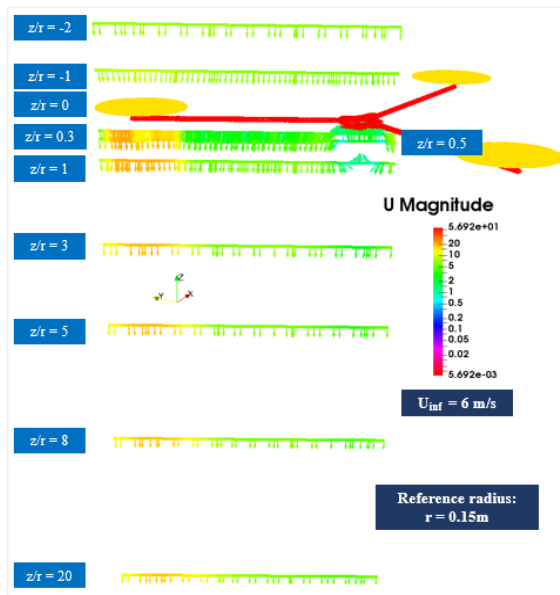 z/r = -2
z/r = -1
z/r = 0
z/r = 0.3
z/r = 0.5
z/r = 1
U Magnitude
5.692e+01
20
10
5
2
1
0.5
0.2
0.1
0.05
0.02
5.692e-03
z/r = 3
Z
Y
X
z/r = 5
U_inf = 6 m/s
z/r = 8
Reference radius:
r = 0.15m
z/r = 20